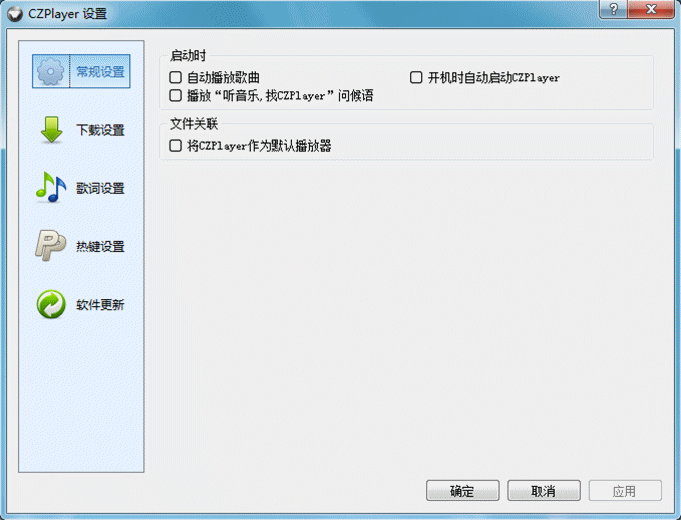 CZPlayer 设置
?
常规设置
下载设置
歌词设置
热键设置
软件更新
启动时
自动播放歌曲
开机时自动启动CZPlayer
播放“听音乐,找CZPlayer”问候语
文件关联
将CZPlayer作为默认播放器
确定
取消
应用